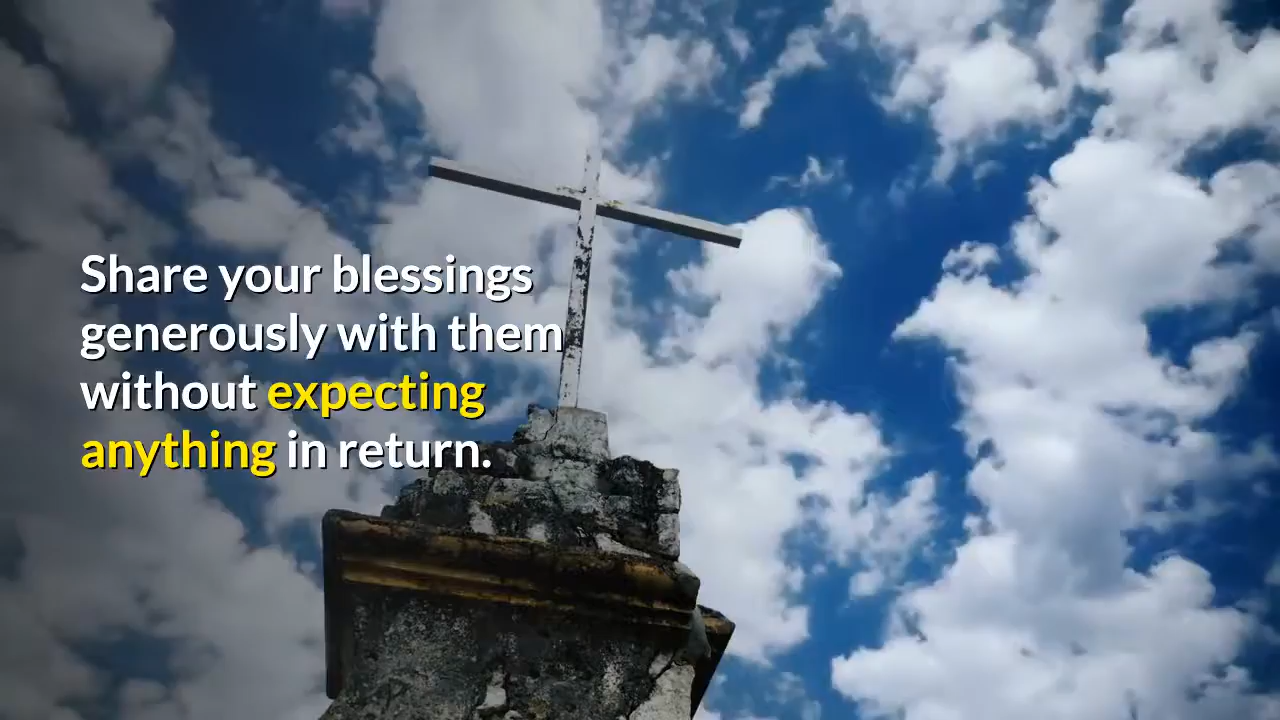 Share your blessings
generously with them
without expecting
anything in return.